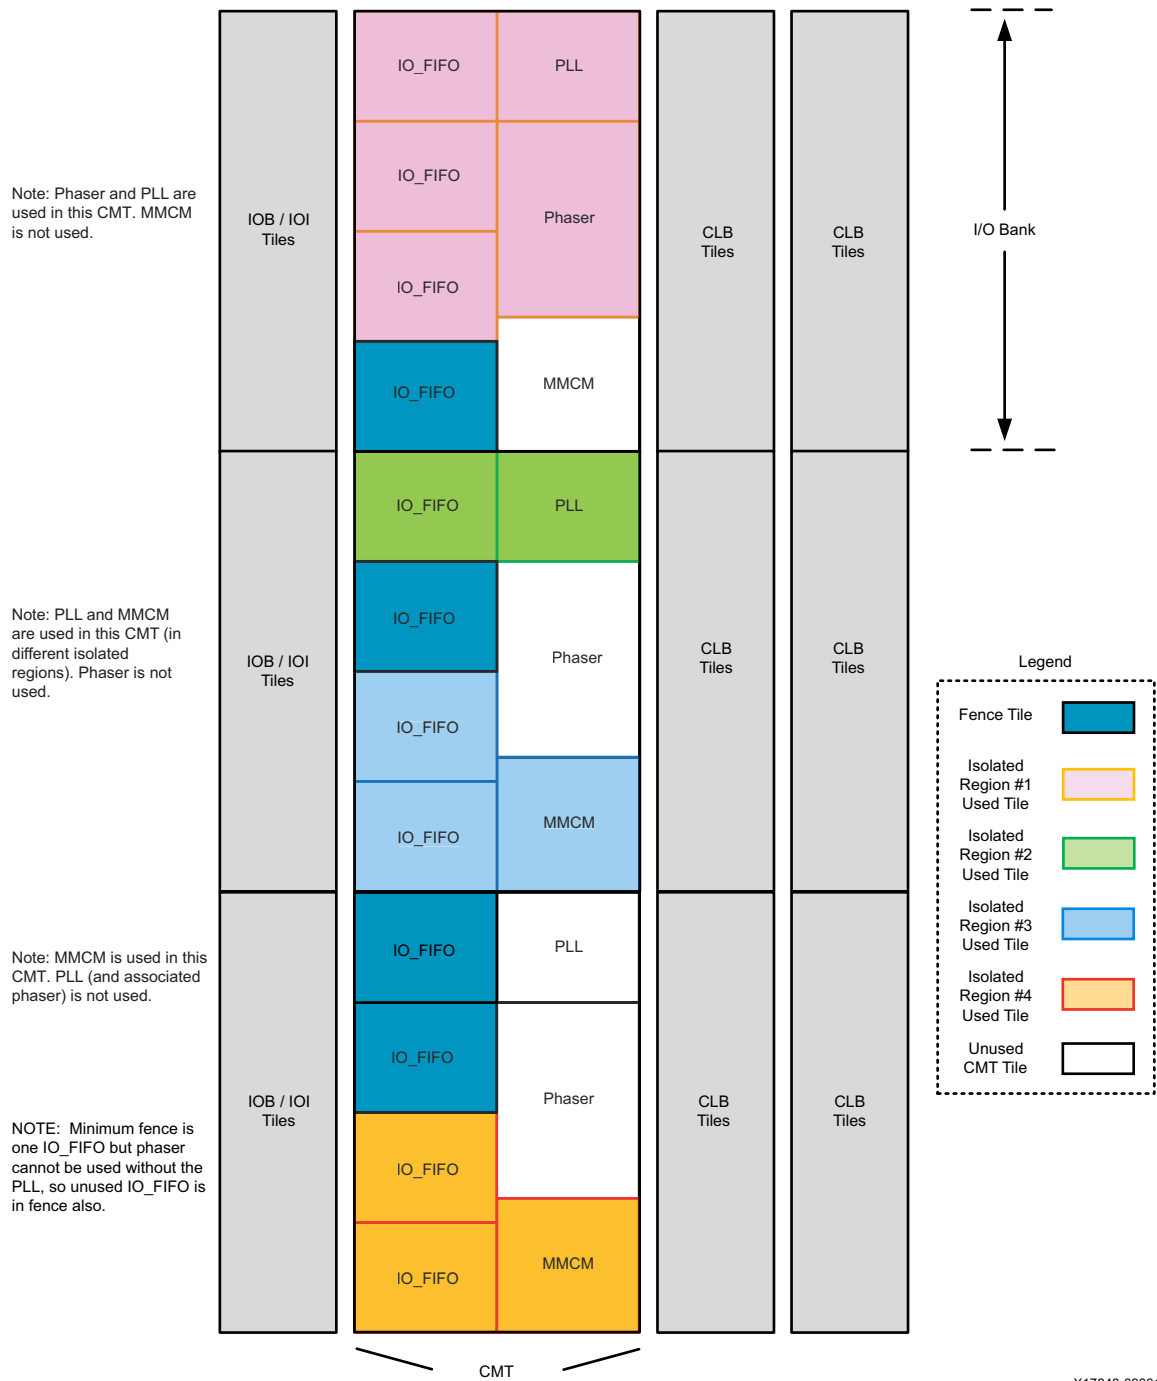 IO_FIFO
PLL
IO_FIFO
Phaser
IO_FIFO
IO_FIFO
MMCM
Note: Phaser and PLL are
used in this CMT. MMCM
is not used.
IOB / IOI
Tiles
CLB
Tiles
CLB
Tiles
I/O Bank
IO_FIFO
PLL
IO_FIFO
Phaser
IO_FIFO
IO_FIFO
MMCM
Note: PLL and MMCM
are used in this CMT (in
different isolated
regions). Phaser is not
used.
IOB / IOI
Tiles
CLB
Tiles
CLB
Tiles
Legend
Fence Tile
Isolated
Region #1
Used Tile
Isolated
Region #2
Used Tile
Isolated
Region #3
Used Tile
Isolated
Region #4
Used Tile
Unused
CMT Tile
Note: MMCM is used in this
CMT. PLL (and associated
phaser) is not used.
IO_FIFO
PLL
IO_FIFO
Phaser
IO_FIFO
IO_FIFO
MMCM
IOB / IOI
Tiles
CLB
Tiles
CLB
Tiles
NOTE: Minimum fence is
one IO_FIFO but phaser
cannot be used without the
PLL, so unused IO_FIFO is
in fence also.
CMT